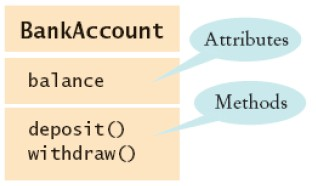 BankAccount
Attributes
balance
Methods
deposit()
withdraw()